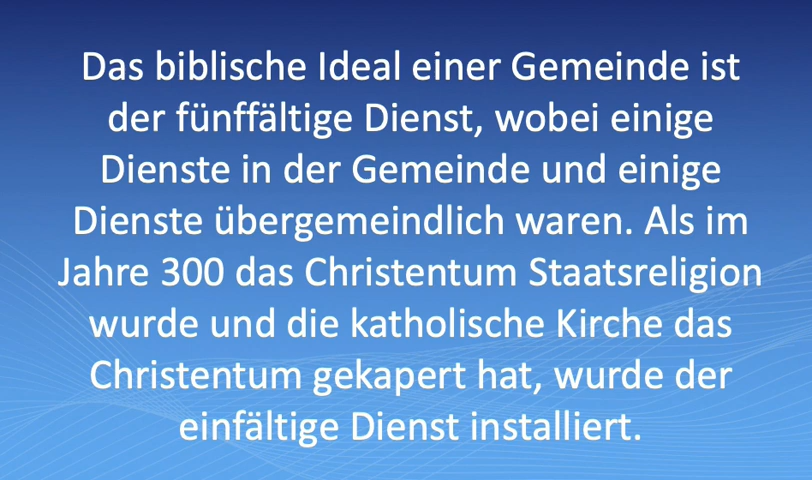 Das biblische Ideal einer Gemeinde ist
der fünffältige Dienst, wobei einige
Dienste in der Gemeinde und einige
Dienste übergemeindlich waren. Als im
Jahre 300 das Christentum Staatsreligion
wurde und die katholische Kirche das
Christentum gekapert hat, wurde der
einfältige Dienst installiert.